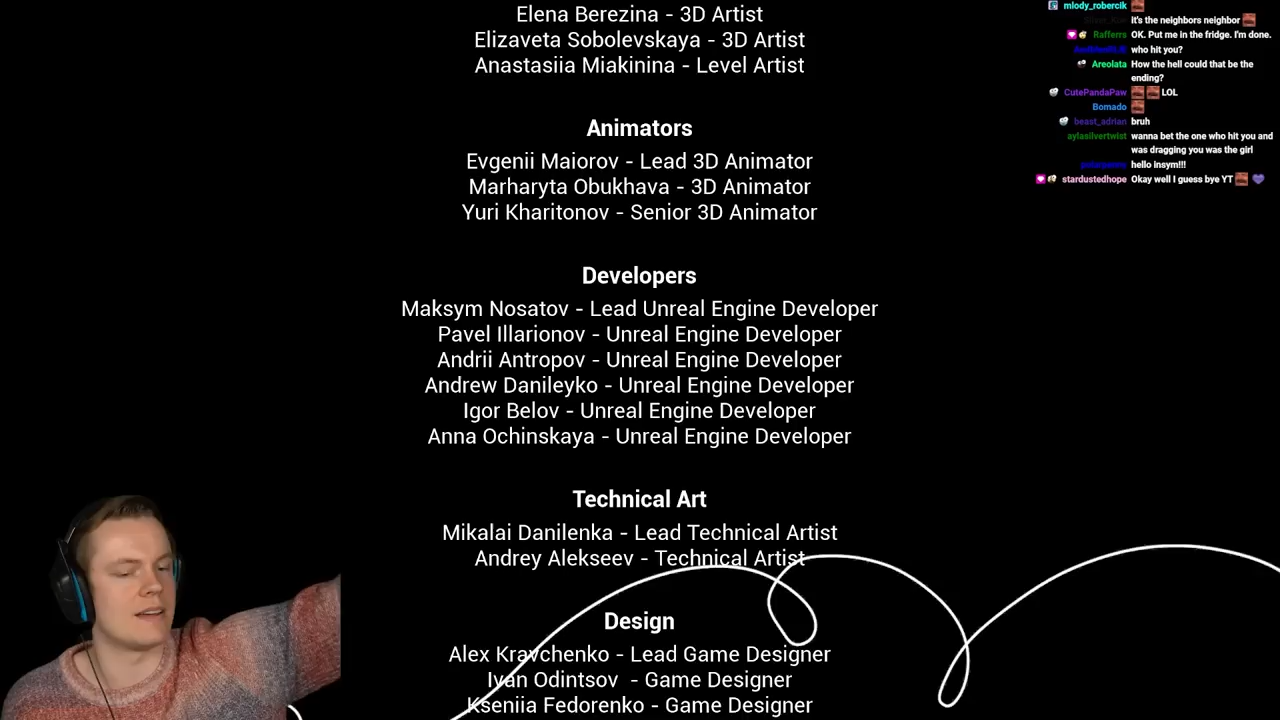 Elena Berezina - 3D Artist
Elizaveta Sobolevskaya - 3D Artist
Anastasiia Miakinina - Level Artist
Animators
Evgenii Maiorov - Lead 3D Animator
Marharyta Obukhava - 3D Animator
Yuri Kharitonov - Senior 3D Animator
Developers
Maksym Nosatov - Lead Unreal Engine Developer
Pavel Illarionov - Unreal Engine Developer
Andrii Antropov - Unreal Engine Developer
Andrew Danileyko - Unreal Engine Developer
Igor Belov - Unreal Engine Developer
Anna Ochinskaya - Unreal Engine Developer
Technical Art
Mikalai Danilenka - Lead Technical Artist
Andrey Alekseev - Technical Artist
Design
Alex Kravchenko - Lead Game Designer
Ivan Odintsov - Game Designer
Kseniia Fedorenko - Game Designer
mlody_robercik
it's the neighbors neighbor
Rafferrs OK. Put me in the fridge. I'm done.
who hit you?
Areolata How the hell could that be the
ending?
CutePandaPaw LOL
Bomado
beast_adrian bruh
aylasilvertwist wanna bet the one who hit you and
was dragging you was the girl
hello insym!!!
stardustedhope Okay well I guess bye YT